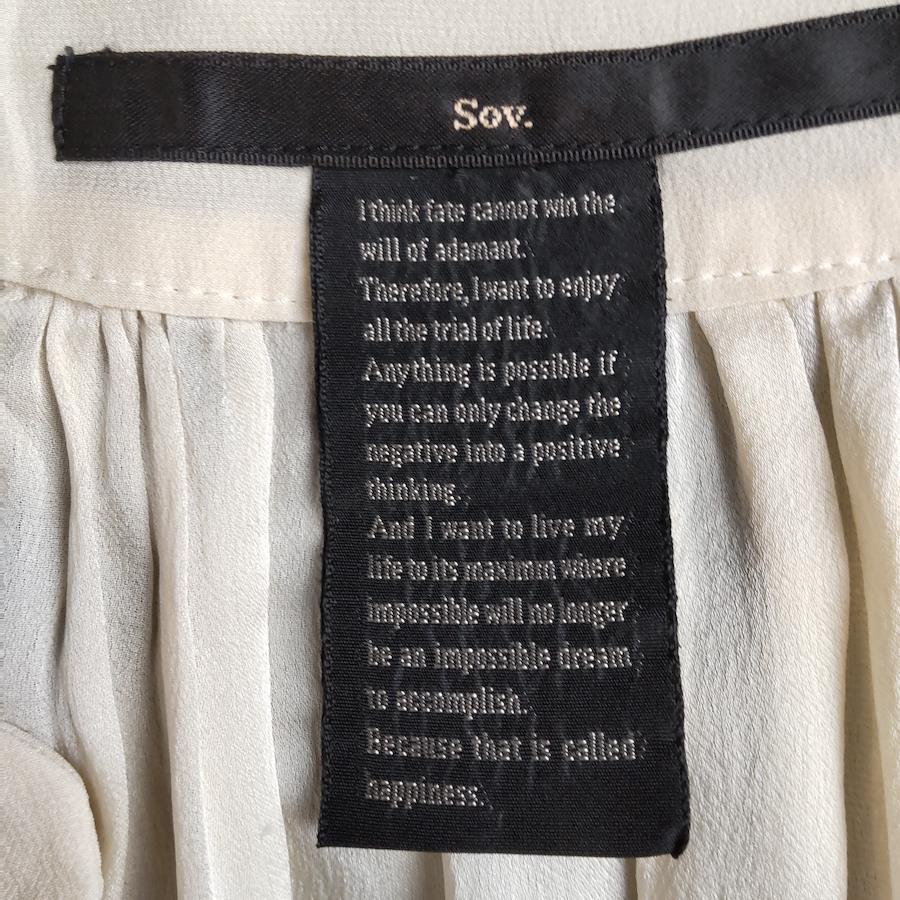 Sov.
I think fate cannot win the
will of adamant.
Therefore, I want to enjoy
all the trial of life.
Anything is possible if
you can only change the
negative into a positive
thinking.
And I want to live my
life to its maximm where
impossible will no longer
be an impossible dream
to accomplish.
Because that is called
happiness.